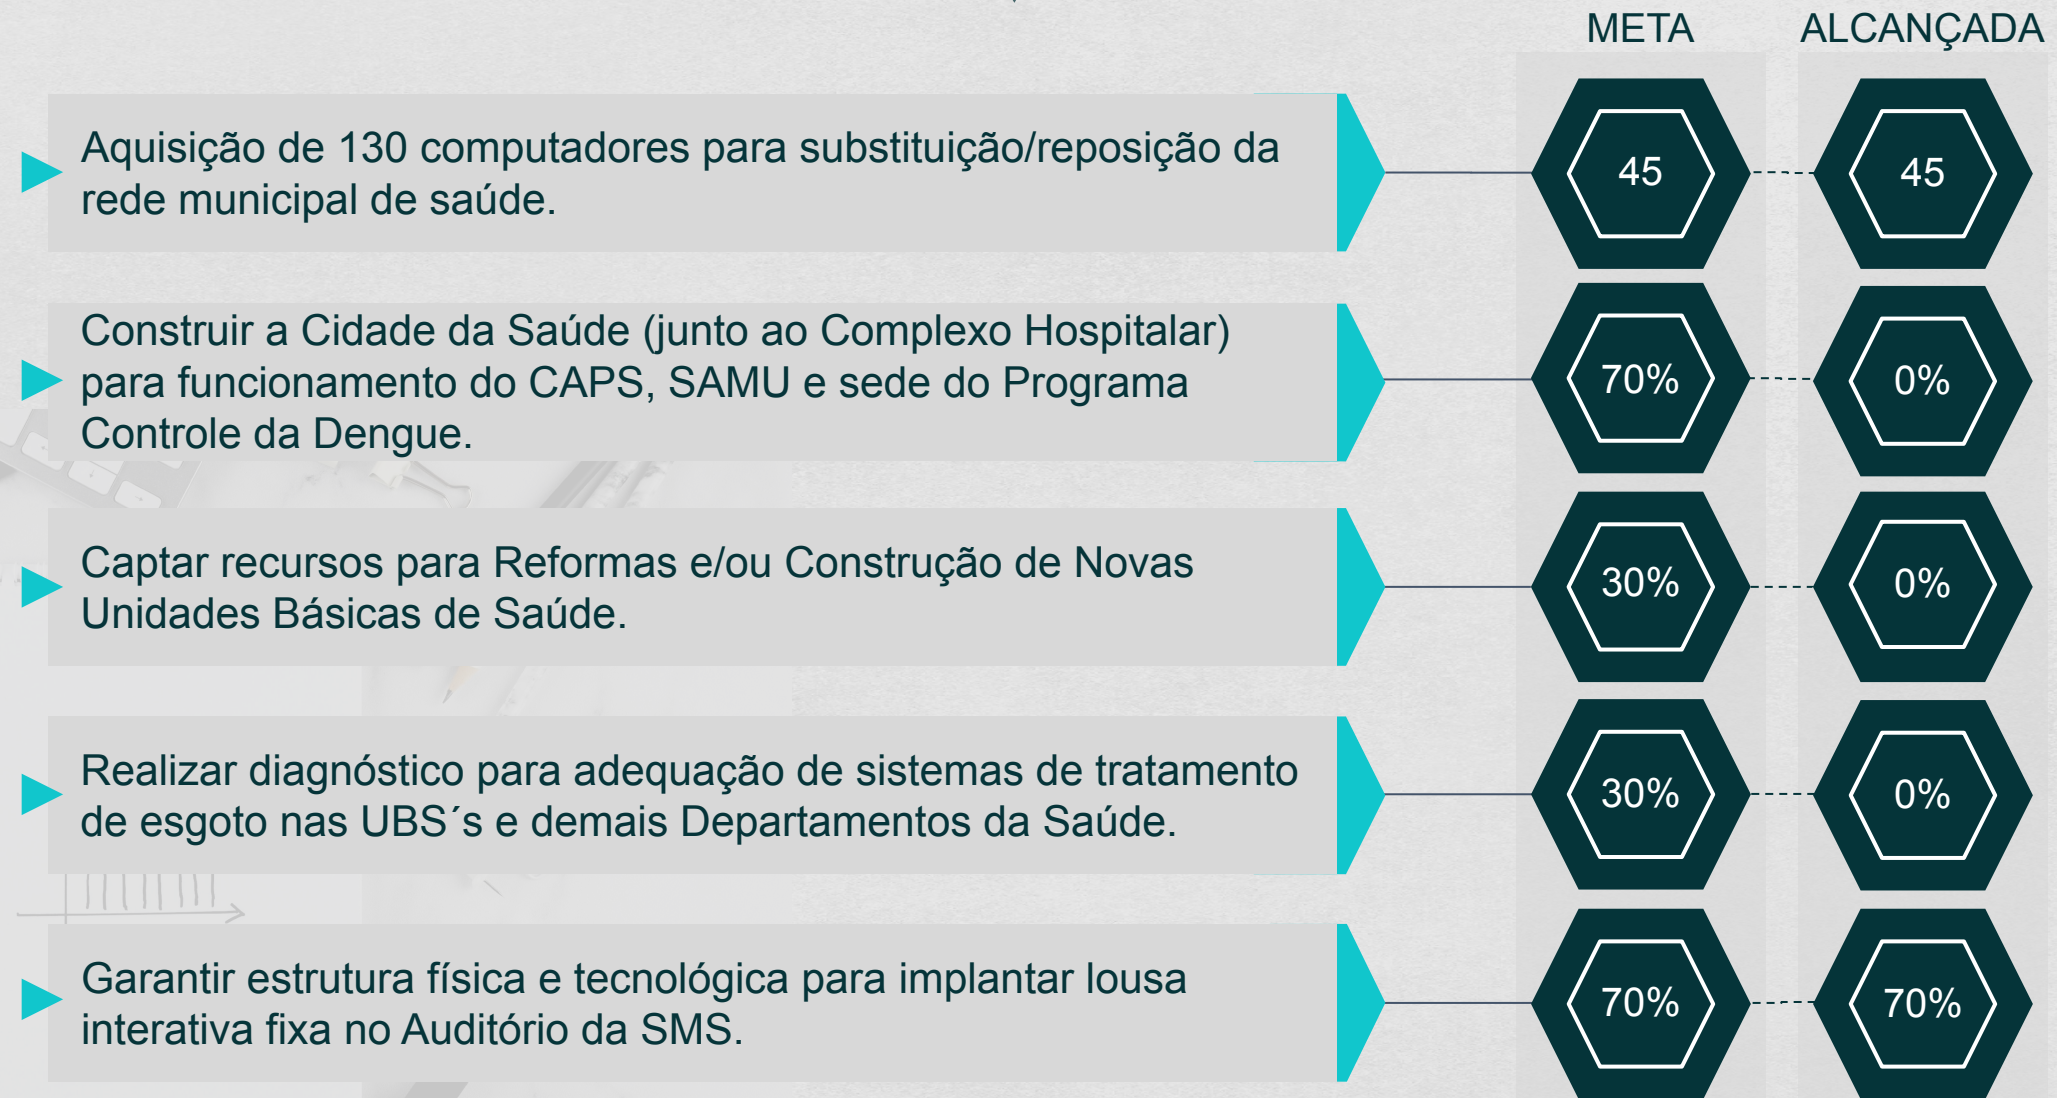 META ALCANÇADA
Aquisição de 130 computadores para substituição/reposição da
rede municipal de saúde.
45 45
Construir a Cidade da Saúde (junto ao Complexo Hospitalar)
para funcionamento do CAPS, SAMU e sede do Programa
Controle da Dengue.
70% 0%
Captar recursos para Reformas e/ou Construção de Novas
Unidades Básicas de Saúde.
30% 0%
Realizar diagnóstico para adequação de sistemas de tratamento
de esgoto nas UBS´s e demais Departamentos da Saúde.
30% 0%
Garantir estrutura física e tecnológica para implantar lousa
interativa fixa no Auditório da SMS.
70% 70%